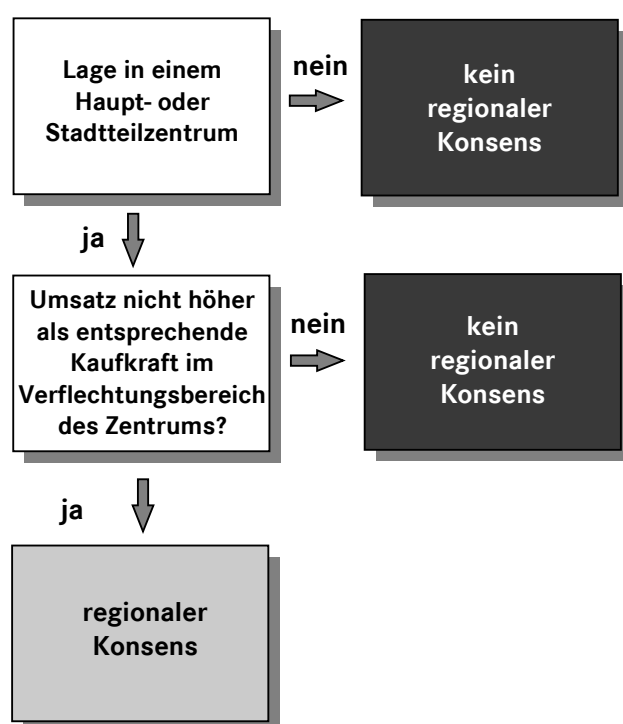 Lage in einem
Haupt- oder
Stadtteilzentrum
nein
kein
regionaler
Konsens
ja
Umsatz nicht höher
als entsprechende
Kaufkraft im
Verflechtungsbereich
des Zentrums?
nein
kein
regionaler
Konsens
ja
regionaler
Konsens